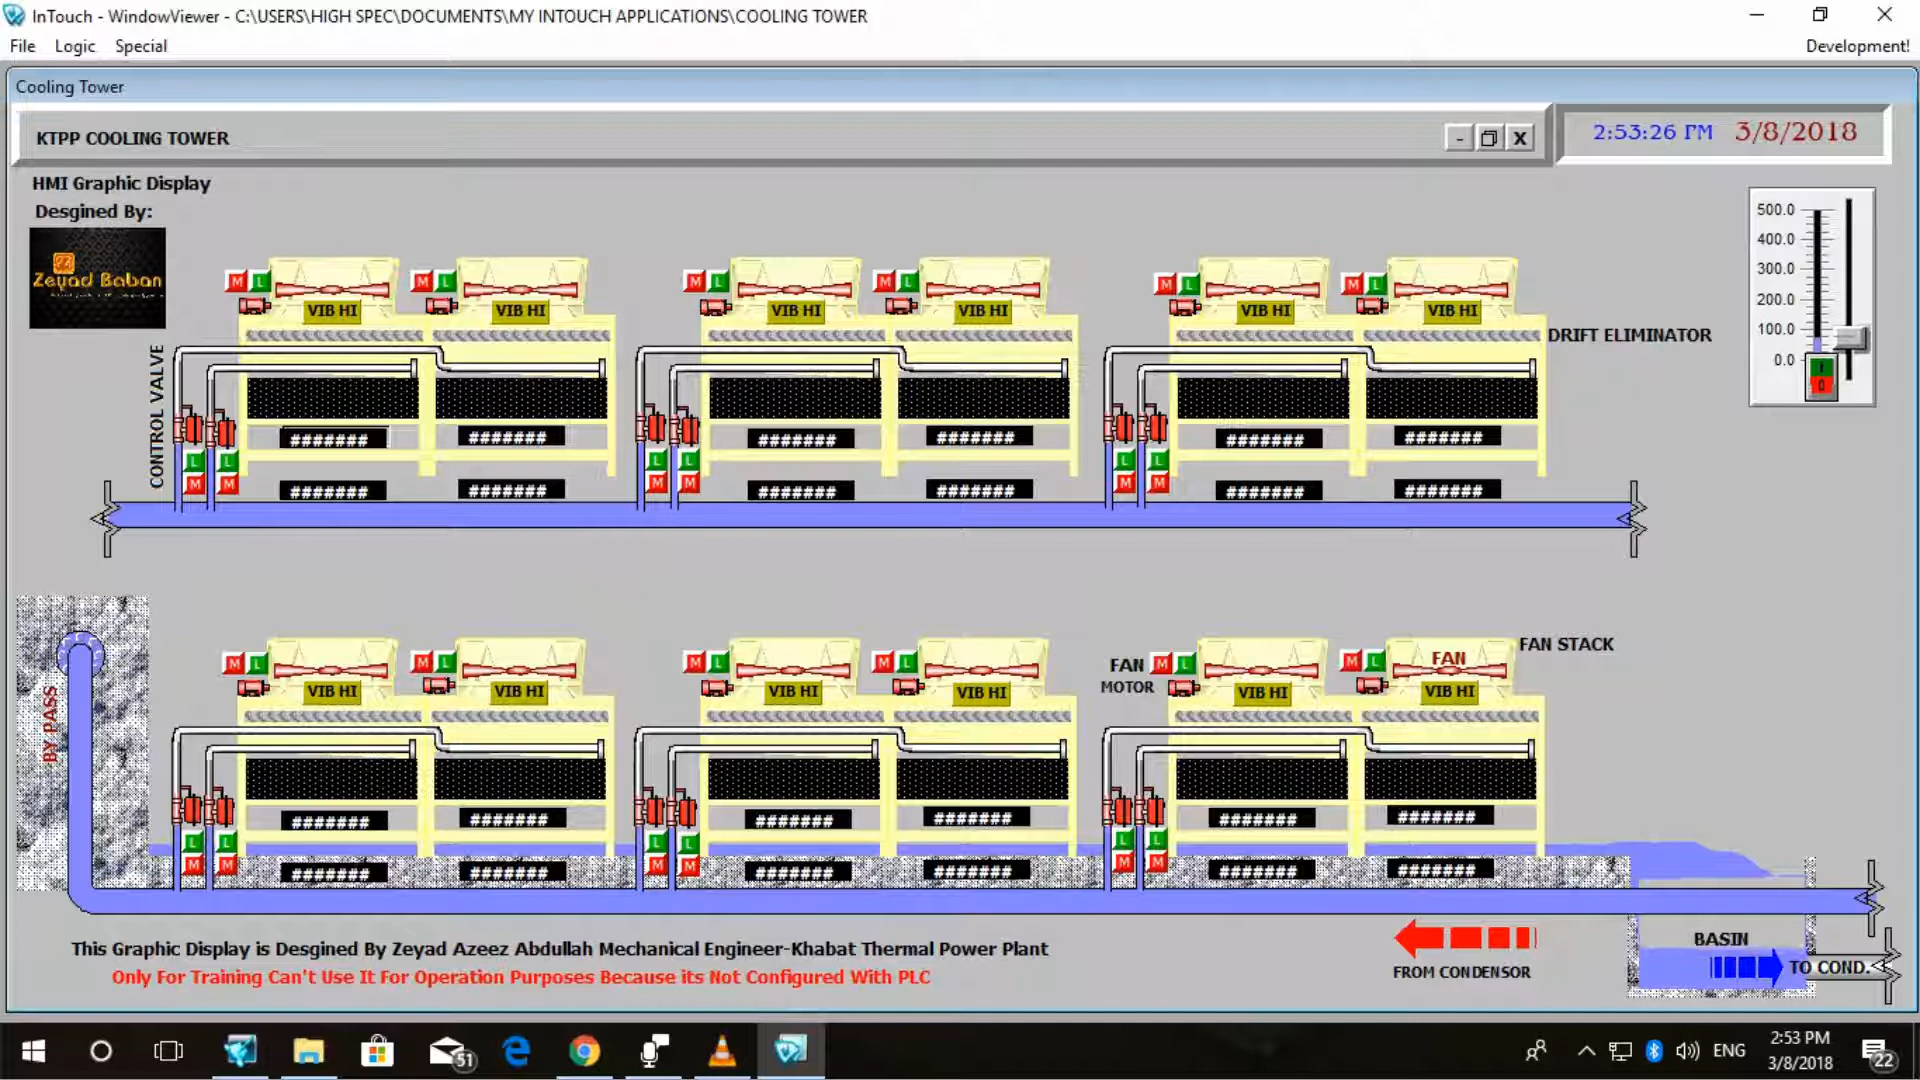 InTouch - WindowViewer - C:\USERS\HIGH SPEC\DOCUMENTS\MY INTOUCH APPLICATIONS\COOLING TOWER
File Logic Special Development!
Cooling Tower
KTPP COOLING TOWER
- X
2:53:26 PM 3/8/2018
HMI Graphic Display
Desgined By:
Zeyad Baban
500.0
400.0
300.0
200.0
100.0
0.0
I
0
M L M L M L M L M L M L
VIB HI VIB HI VIB HI VIB HI VIB HI VIB HI
DRIFT ELIMINATOR
CONTROL VALVE
####### ####### ####### ####### ####### #######
L L L L L L
M M M M M M
####### ####### ####### ####### ####### #######
FAN STACK
M L M L M L M L FAN MOTOR M L M L FAN
VIB HI VIB HI VIB HI VIB HI VIB HI VIB HI
BY PASS
####### ####### ####### ####### ####### #######
L L L L L L
M M M M M M
####### ####### ####### ####### ####### #######
This Graphic Display is Desgined By Zeyad Azeez Abdullah Mechanical Engineer-Khabat Thermal Power Plant
Only For Training Can't Use It For Operation Purposes Because its Not Configured With PLC
FROM CONDENSOR
BASIN
TO COND.
51
ENG
2:53 PM
3/8/2018
22